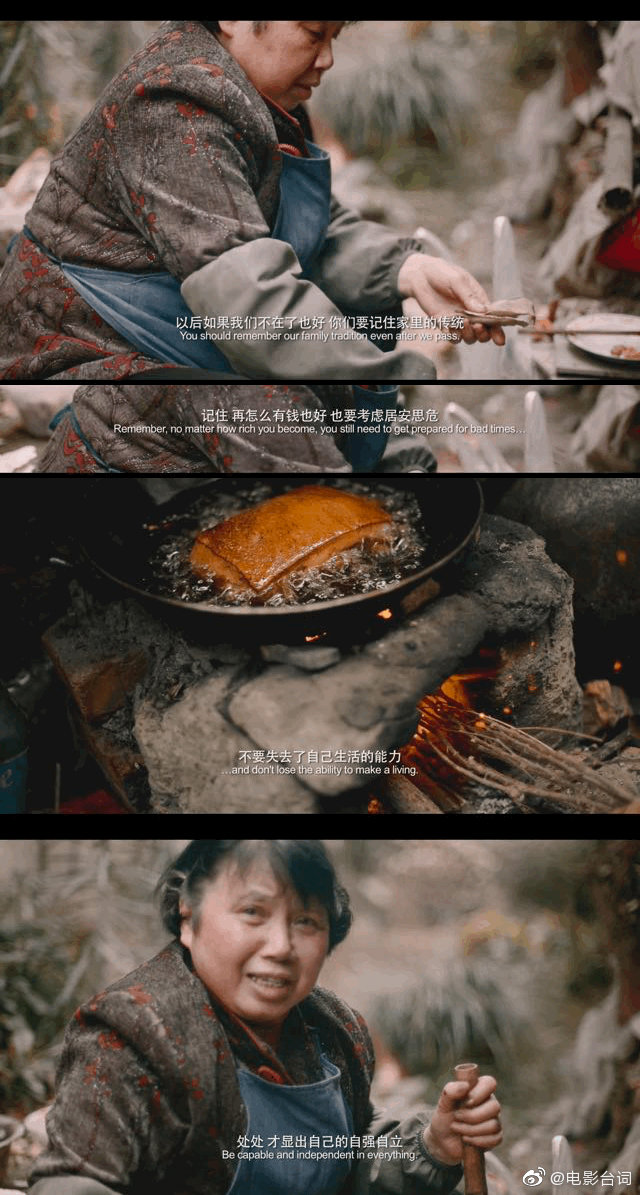 以后如果我们不在了也好 你们要记住家里的传统
You should remember our family tradition even after we pass.
记住 再怎么有钱也好 也要考虑居安思危
Remember, no matter how rich you become, you still need to get prepared for bad times...
不要失去了自己生活的能力
...and don't lose the ability to make a living.
处处 才显出自己的自强自立
Be capable and independent in everything.
@电影台词